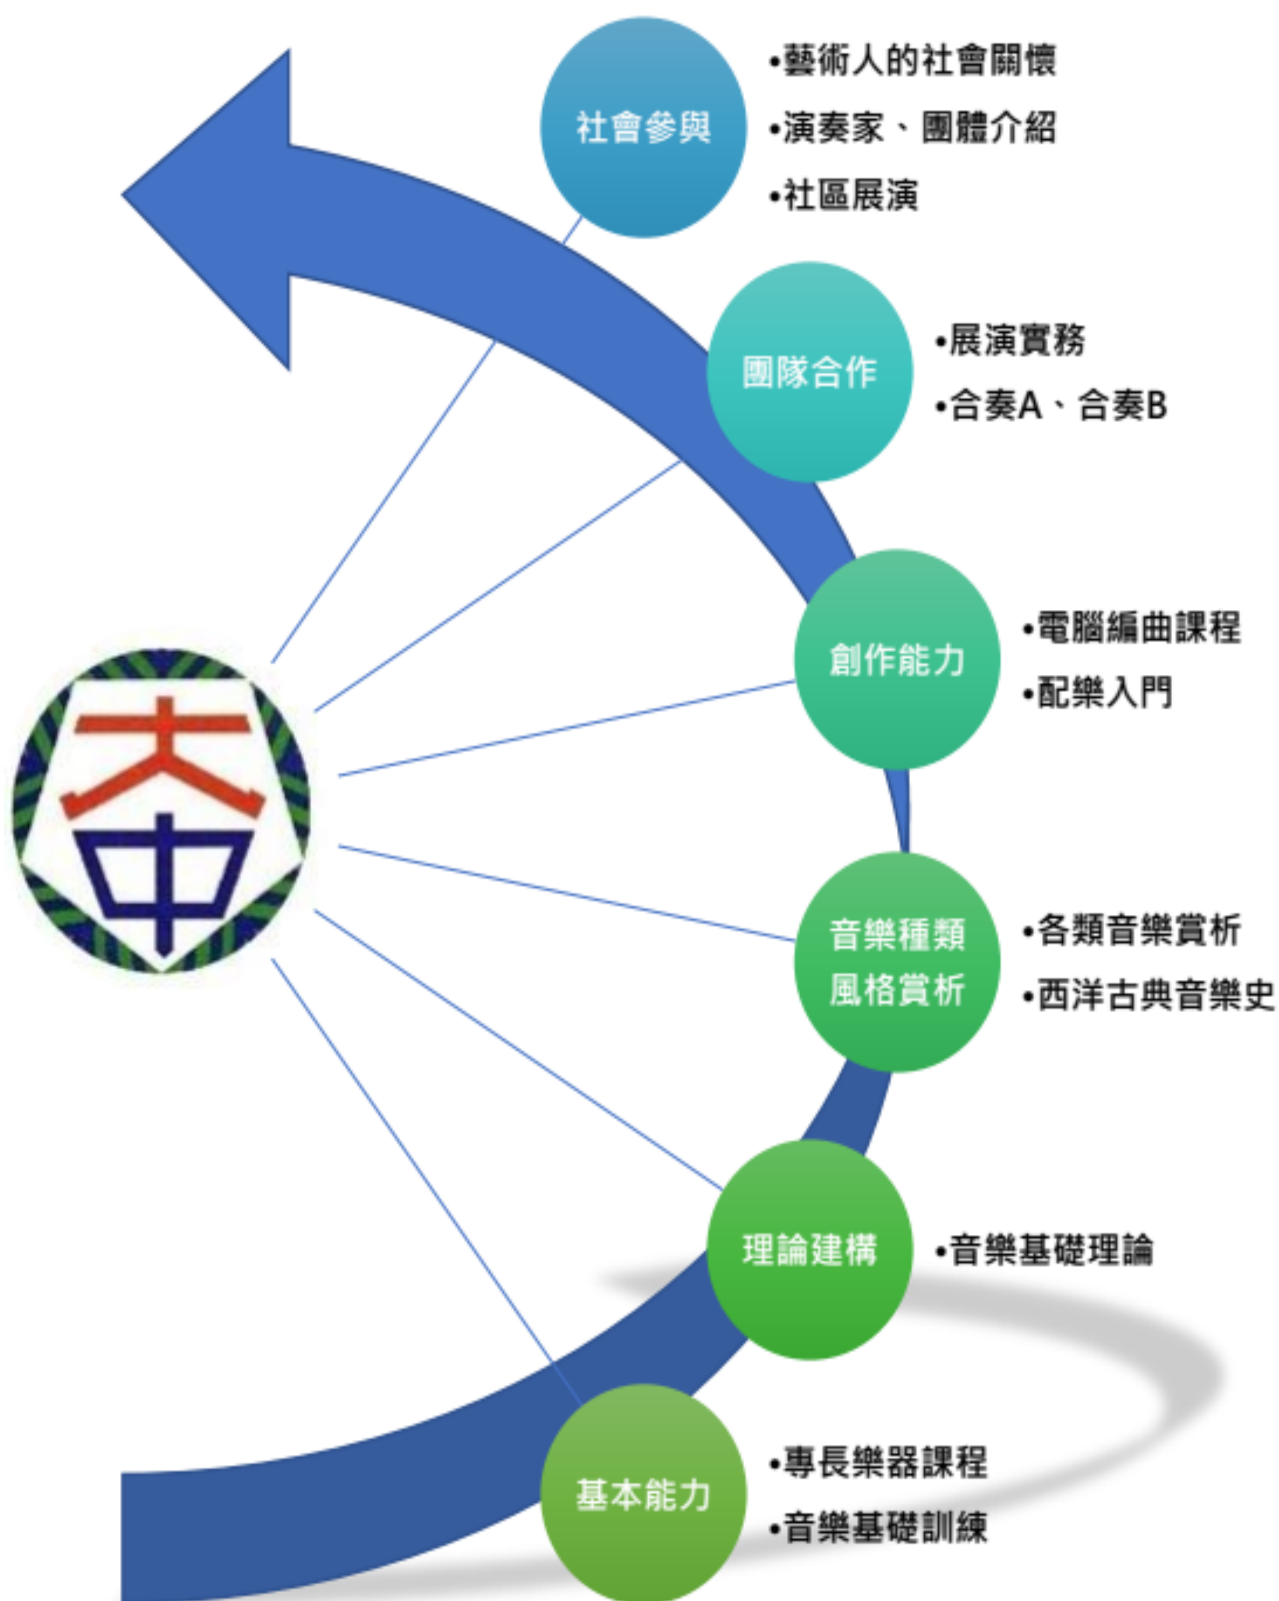 社會參與
•藝術人的社會關懷
•演奏家、團體介紹
•社區展演
團隊合作
•展演實務
•合奏A、合奏B
創作能力
•電腦編曲課程
•配樂入門
大
中
音樂種類
風格賞析
•各類音樂賞析
•西洋古典音樂史
理論建構
•音樂基礎理論
基本能力
•專長樂器課程
•音樂基礎訓練